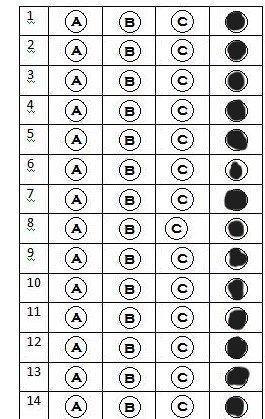 1 A B C
2 A B C
3 A B C
4 A B C
5 A B C
6 A B C
7 A B C
8 A B C
9 A B C
10 A B C
11 A B C
12 A B C
13 A B C
14 A B C